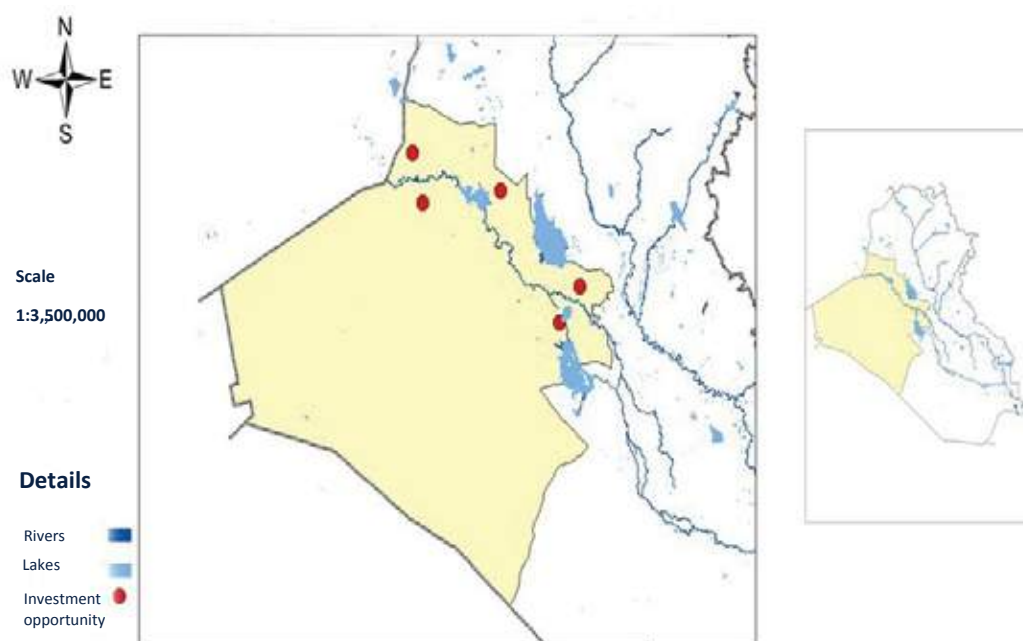 N
W E
S
Scale
1:3,500,000
Details
Rivers
Lakes
Investment
opportunity